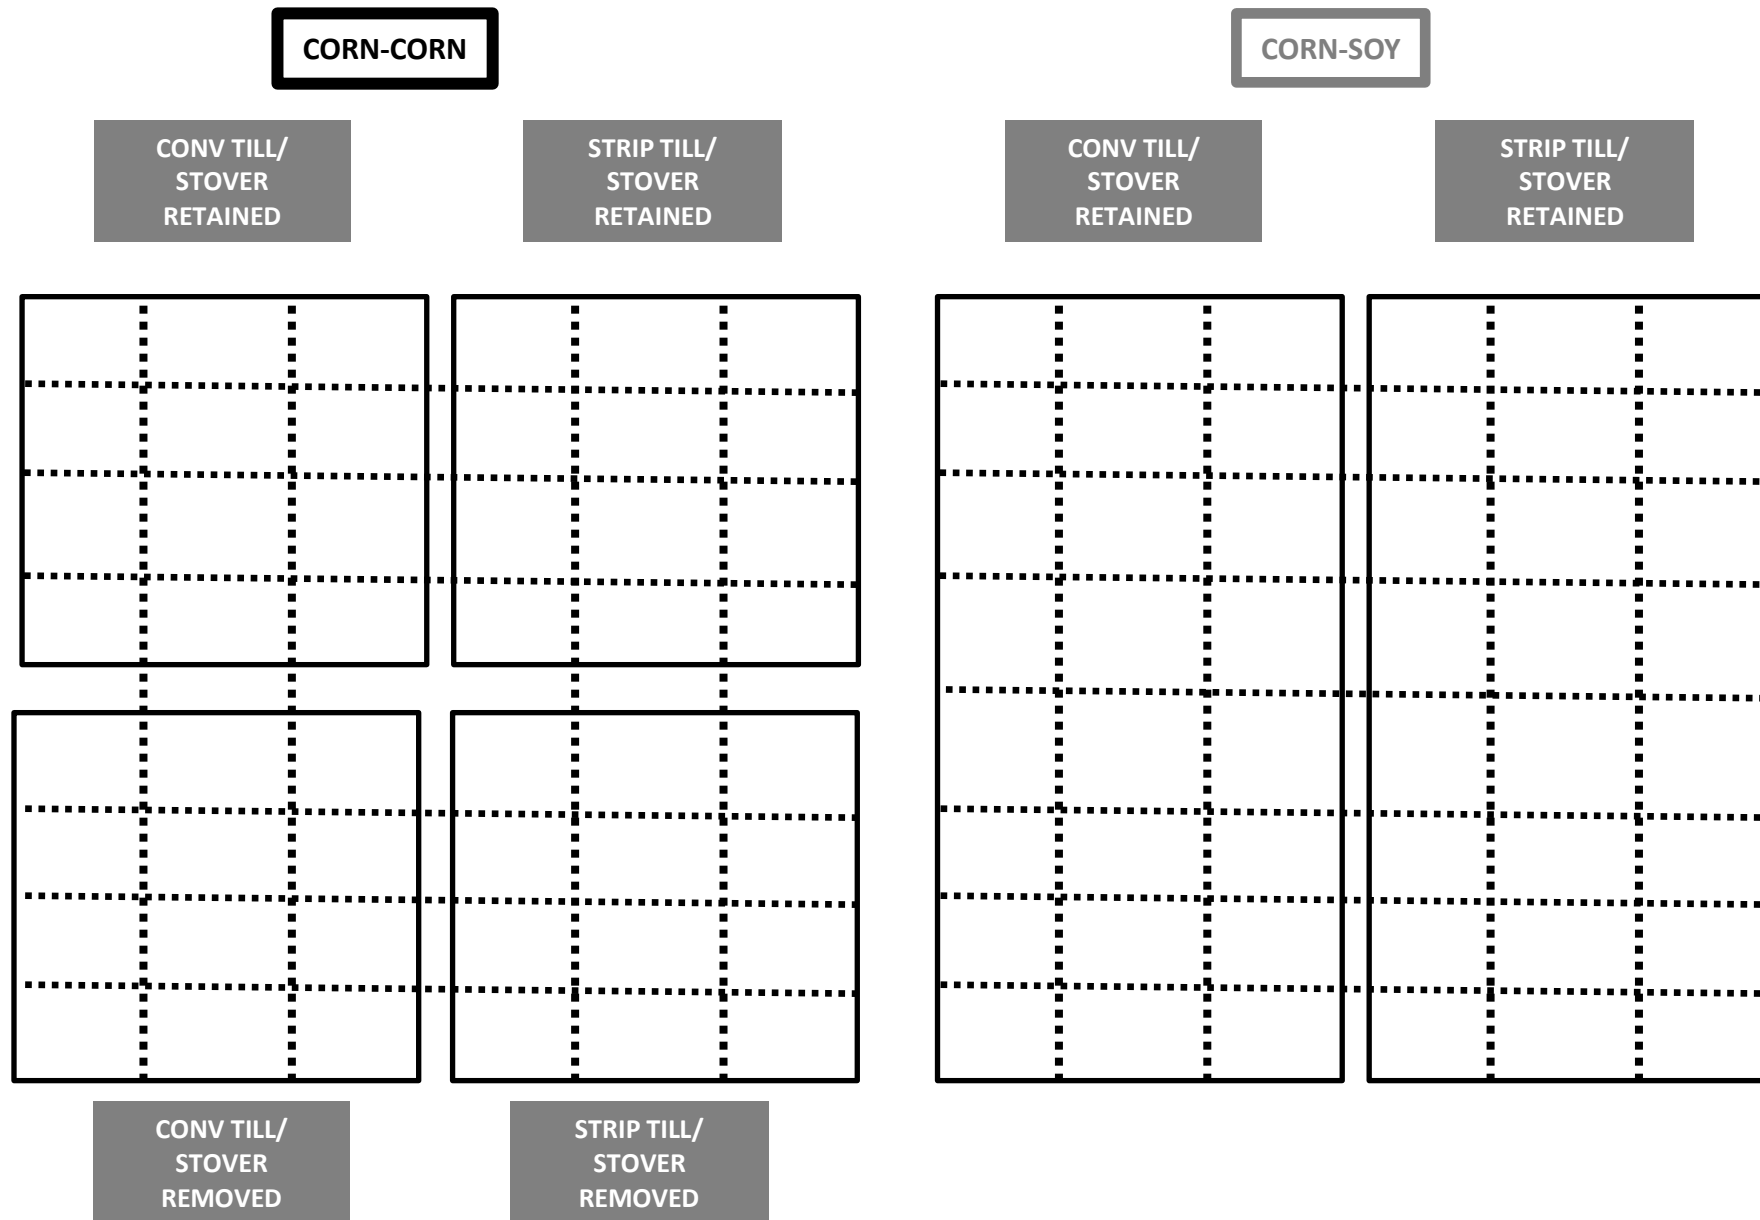 CORN-CORN
CORN-SOY
CONV TILL/
STOVER
RETAINED
STRIP TILL/
STOVER
RETAINED
CONV TILL/
STOVER
RETAINED
STRIP TILL/
STOVER
RETAINED
CONV TILL/
STOVER
REMOVED
STRIP TILL/
STOVER
REMOVED